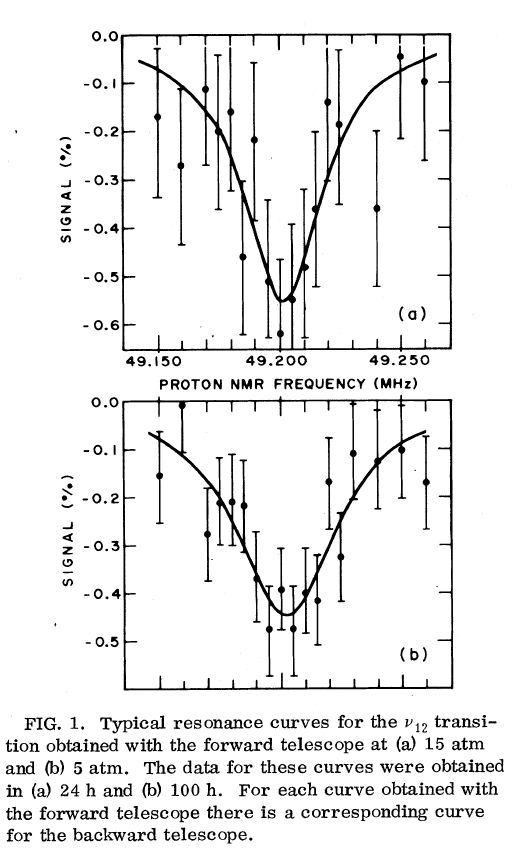 0.0
-0.1
-0.2
-0.3
-0.4
-0.5
-0.6
SIGNAL (%)
(a)
49.150 49.200 49.250
PROTON NMR FREQUENCY (MHz)
0.0
-0.1
-0.2
-0.3
-0.4
-0.5
SIGNAL (%)
(b)
FIG. 1. Typical resonance curves for the ν₁₂ transi-
tion obtained with the forward telescope at (a) 15 atm
and (b) 5 atm. The data for these curves were obtained
in (a) 24 h and (b) 100 h. For each curve obtained with
the forward telescope there is a corresponding curve
for the backward telescope.